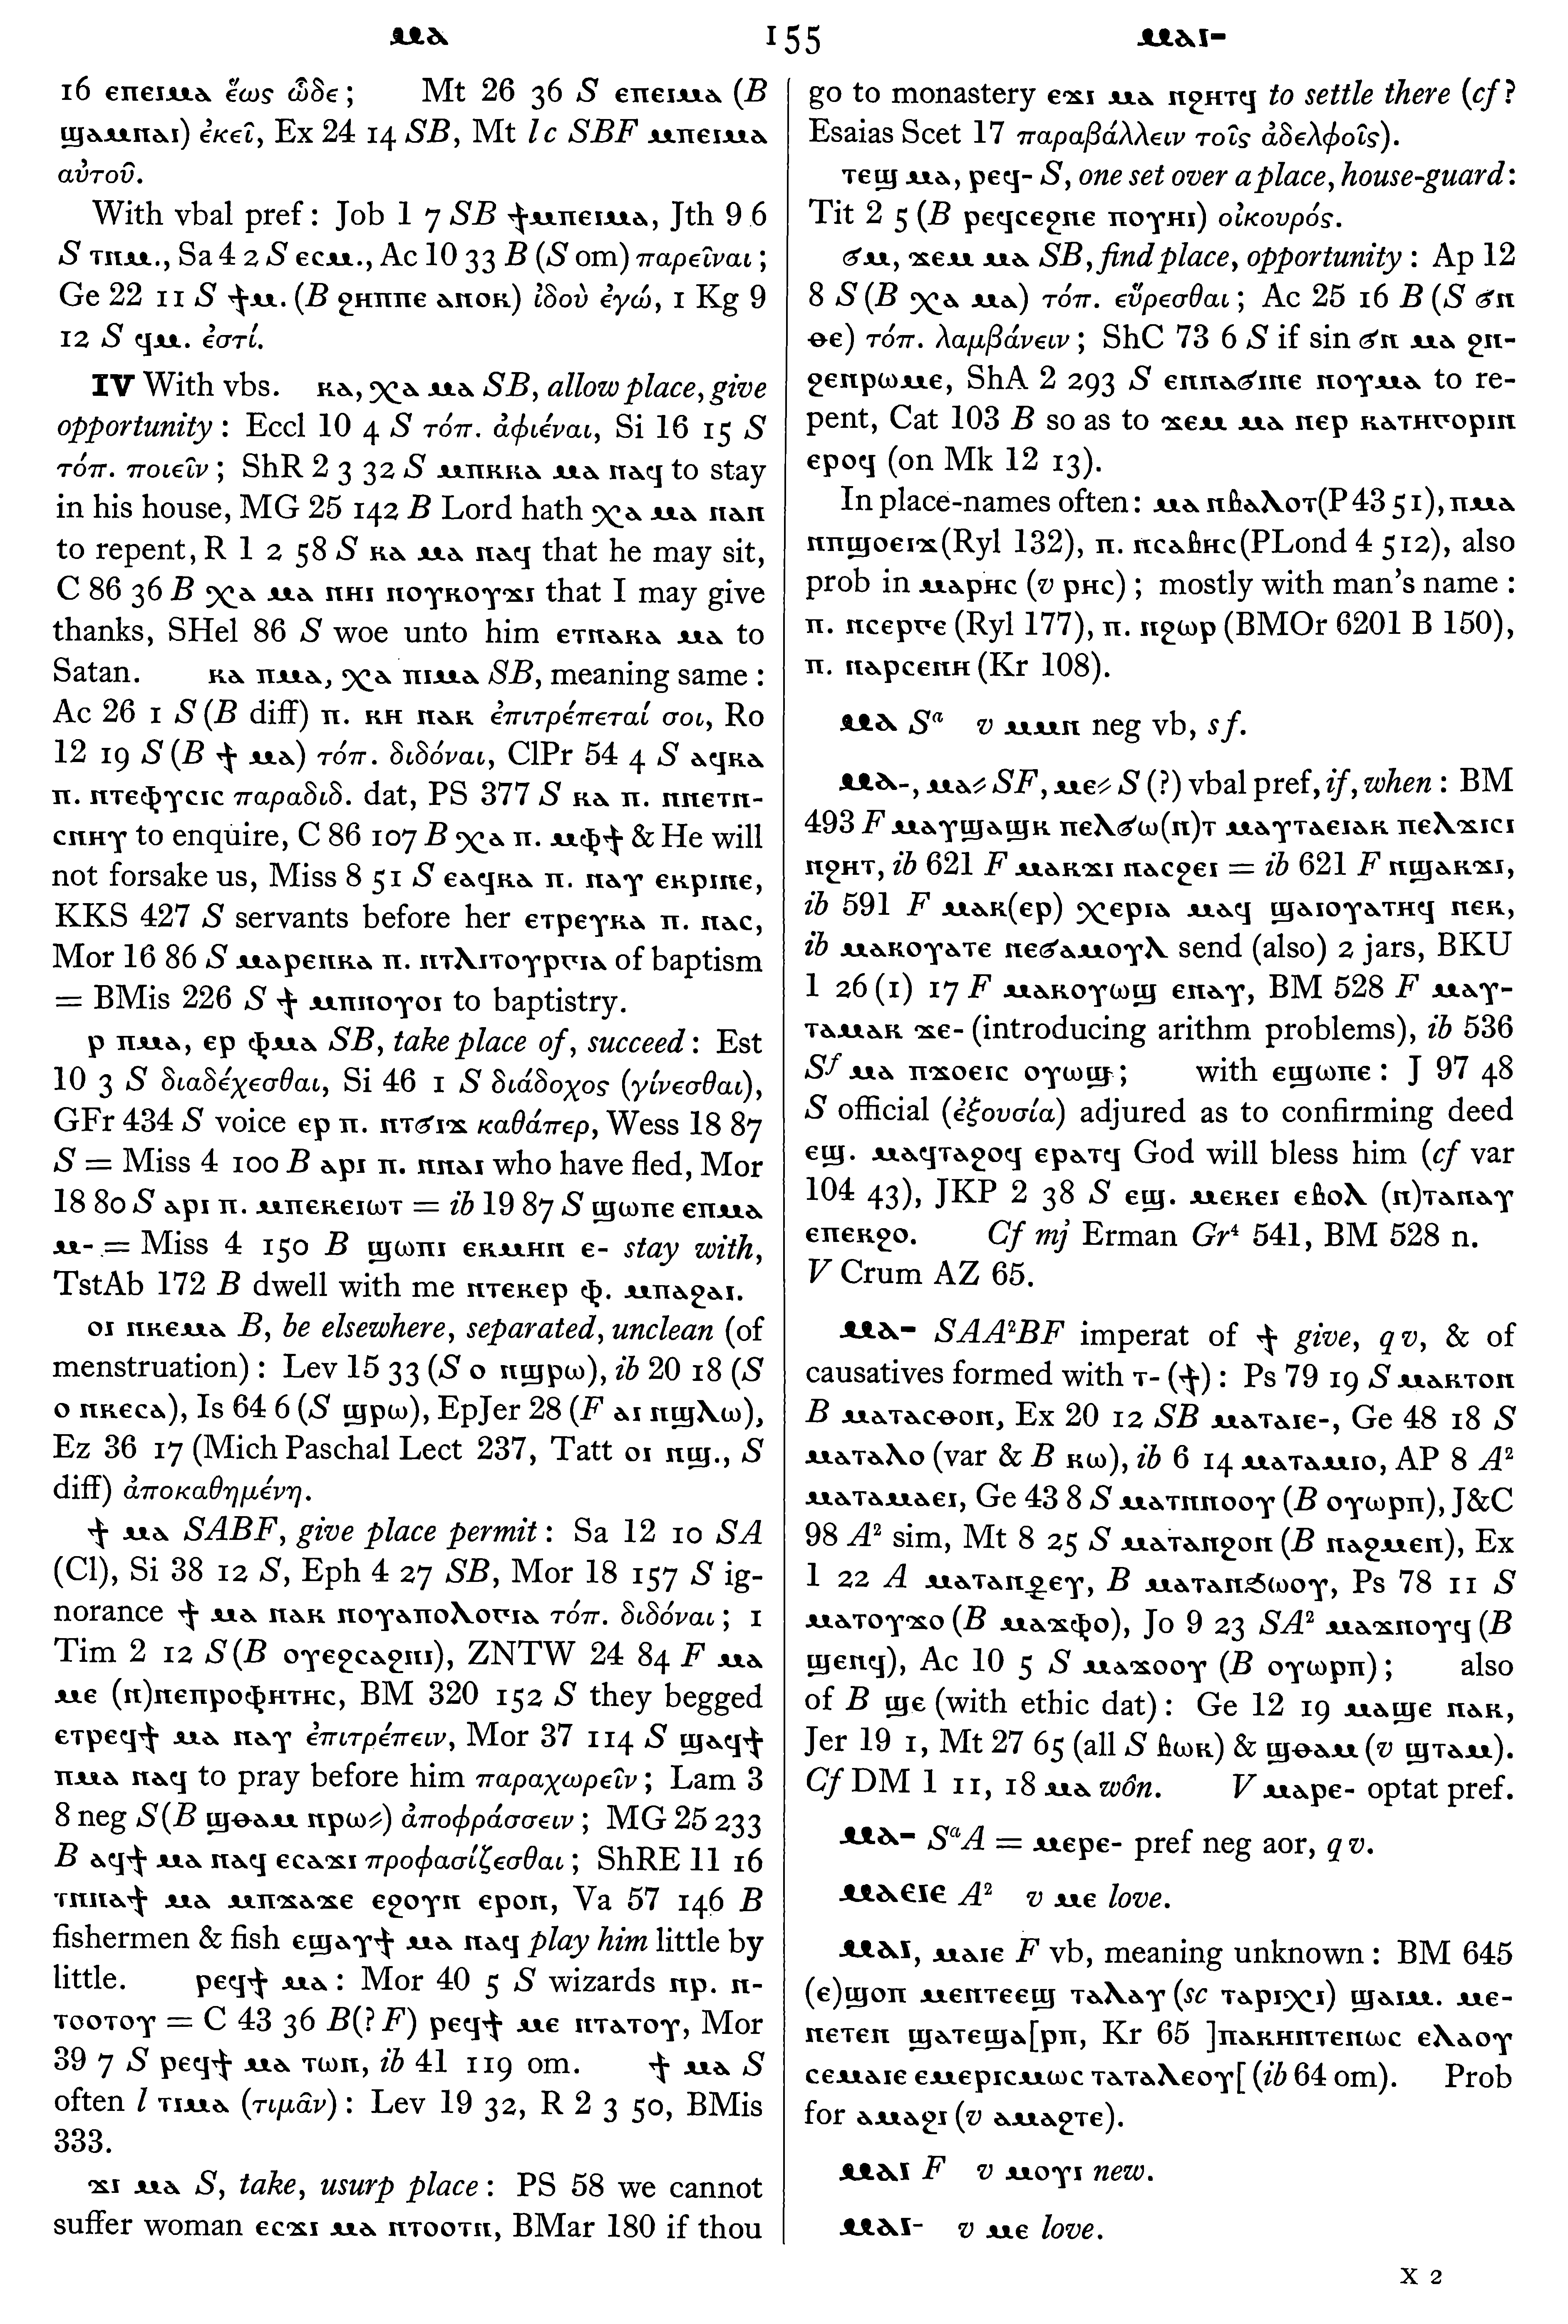 ⲙⲁ 155 ⲙⲁⲓ-
16 ⲉⲡⲉⲓⲙⲁ ἕως ὧδε; Mt 26 36 S ⲉⲡⲉⲓⲙⲁ (B
ϣⲁⲙⲛⲁⲓ) ἐκεῖ, Ex 24 14 SB, Mt l c SBF ⲙⲡⲉⲓⲙⲁ
αὐτοῦ.
With vbal pref: Job 1 7 SB ϯⲙⲡⲉⲓⲙⲁ, Jth 9 6
S ⲧⲡⲙ., Sa 4 2 S ⲉⲥⲙ., Ac 10 33 B (S om) παρεῖναι;
Ge 22 11 S ϯⲙ. (B ϩⲏⲡⲡⲉ ⲁⲛⲟⲕ) ἰδοὺ ἐγώ, 1 Kg 9
12 S ϥⲙ. ἐστί.
IV With vbs. ⲕⲁ, ⲭⲁ ⲙⲁ SB, allow place, give
opportunity: Eccl 10 4 S τόπ. ἀφιέναι, Si 16 15 S
τόπ. ποιεῖν; ShR 2 3 32 S ⲙⲡⲕⲕⲁ ⲙⲁ ⲛⲁϥ to stay
in his house, MG 25 142 B Lord hath ⲭⲁ ⲙⲁ ⲛⲁⲛ
to repent, R 1 2 58 S ⲕⲁ ⲙⲁ ⲛⲁϥ that he may sit,
C 86 36 B ⲭⲁ ⲙⲁ ⲛⲏⲓ ⲛⲟⲩⲕⲟⲩϫⲓ that I may give
thanks, SHel 86 S woe unto him ⲉⲧⲛⲁⲕⲁ ⲙⲁ to
Satan. ⲕⲁ ⲡⲙⲁ, ⲭⲁ ⲡⲓⲙⲁ SB, meaning same:
Ac 26 1 S (B diff) ⲡ. ⲕⲏ ⲛⲁⲕ ἐπιτρέπεταί σοι, Ro
12 19 S (B ϯ ⲙⲁ) τόπ. διδόναι, ClPr 54 4 S ⲁϥⲕⲁ
ⲡ. ⲛⲧⲉⲫⲩⲥⲓⲥ παραδιδ. dat, PS 377 S ⲕⲁ ⲡ. ⲛⲛⲉⲧⲛ-
ⲥⲛⲏⲩ to enquire, C 86 107 B ⲭⲁ ⲡ. ⲙⲫϯ & He will
not forsake us, Miss 8 51 S ⲉⲁϥⲕⲁ ⲡ. ⲛⲁⲩ ⲉⲕⲣⲓⲛⲉ,
KKS 427 S servants before her ⲉⲧⲣⲉⲩⲕⲁ ⲡ. ⲛⲁⲥ,
Mor 16 86 S ⲙⲁⲣⲉⲛⲕⲁ ⲡ. ⲛⲧⲗⲓⲧⲟⲩⲣⲅⲓⲁ of baptism
= BMis 226 S ϯ ⲙⲡⲛⲟⲩⲟⲓ to baptistry.
ⲣ ⲡⲙⲁ, ⲉⲣ ⲫⲙⲁ SB, take place of, succeed: Est
10 3 S διαδέχεσθαι, Si 46 1 S διάδοχος (γίνεσθαι),
GFr 434 S voice ⲉⲣ ⲡ. ⲛⲧϭⲓϫ καθάπερ, Wess 18 87
S = Miss 4 100 B ⲁⲣⲓ ⲡ. ⲛⲛⲁⲓ who have fled, Mor
18 80 S ⲁⲣⲓ ⲡ. ⲙⲡⲉⲕⲉⲓⲱⲧ = ib 19 87 S ϣⲱⲡⲉ ⲉⲡⲙⲁ
ⲙ- = Miss 4 150 B ϣⲱⲡⲓ ⲉⲕⲙⲏⲛ ⲉ- stay with,
TstAb 172 B dwell with me ⲛⲧⲉⲕⲉⲣ ⲫ. ⲙⲡⲁϩⲁⲓ.
ⲟⲓ ⲛⲕⲉⲙⲁ B, be elsewhere, separated, unclean (of
menstruation): Lev 15 33 (S ⲟ ⲛϣⲣⲱ), ib 20 18 (S
ⲟ ⲛⲕⲉⲥⲁ), Is 64 6 (S ϣⲣⲱ), EpJer 28 (F ⲁⲓ ⲛϣⲗⲱ),
Ez 36 17 (Mich Paschal Lect 237, Tatt ⲟⲓ ⲛϣ., S
diff) ἀποκαθημένη.
ϯ ⲙⲁ SABF, give place permit: Sa 12 10 SA
(Cl), Si 38 12 S, Eph 4 27 SB, Mor 18 157 S ig-
norance ϯ ⲙⲁ ⲛⲁⲕ ⲛⲟⲩⲁⲡⲟⲗⲟⲅⲓⲁ τόπ. διδόναι; 1
Tim 2 12 S (B ⲟⲩⲉϩⲥⲁϩⲛⲓ), ZNTW 24 84 F ⲙⲁ
ⲙⲉ (ⲛ)ⲛⲉⲡⲣⲟⲫⲏⲧⲏⲥ, BM 320 152 S they begged
ⲉⲧⲣⲉϥϯ ⲙⲁ ⲛⲁⲩ ἐπιτρέπειν, Mor 37 114 S ϣⲁϥϯ
ⲡⲙⲁ ⲛⲁϥ to pray before him παραχωρεῖν; Lam 3
8 neg S (B ϣⲑⲁⲙ ⲛⲣⲱ⸗) ἀποφράσσειν; MG 25 233
B ⲁϥϯ ⲙⲁ ⲛⲁϥ ⲉⲥⲁϫⲓ προφασίζεσθαι; ShRE 11 16
ⲧⲛⲛⲁϯ ⲙⲁ ⲙⲡϫⲁϫⲉ ⲉϩⲟⲩⲛ ⲉⲣⲟⲛ, Va 57 146 B
fishermen & fish ⲉϣⲁⲩϯ ⲙⲁ ⲛⲁϥ play him little by
little. ⲣⲉϥϯ ⲙⲁ: Mor 40 5 S wizards ⲛⲣ. ⲛ-
ⲧⲟⲟⲧⲟⲩ = C 43 36 B(? F) ⲣⲉϥϯ ⲙⲉ ⲛⲧⲁⲧⲟⲩ, Mor
39 7 S ⲣⲉϥϯ ⲙⲁ ⲧⲱⲛ, ib 41 119 om. ϯ ⲙⲁ S
often l ⲧⲓⲙⲁ (τιμᾶν): Lev 19 32, R 2 3 50, BMis
333.
ϫⲓ ⲙⲁ S, take, usurp place: PS 58 we cannot
suffer woman ⲉⲥϫⲓ ⲙⲁ ⲛⲧⲟⲟⲧⲛ, BMar 180 if thou
go to monastery ⲉϫⲓ ⲙⲁ ⲛϩⲏⲧϥ to settle there (cf?
Esaias Scet 17 παραβάλλειν τοῖς ἀδελφοῖς).
ⲧⲉϣ ⲙⲁ, ⲣⲉϥ- S, one set over a place, house-guard:
Tit 2 5 (B ⲣⲉϥⲥⲉϩⲛⲉ ⲡⲟⲩⲏⲓ) οἰκουρός.
ϭⲙ, ϫⲉⲙ ⲙⲁ SB, find place, opportunity: Ap 12
8 S (B ⲭⲁ ⲙⲁ) τόπ. εὕρεσθαι; Ac 25 16 B (S ϭⲛ
ⲑⲉ) τόπ. λαμβάνειν; ShC 73 6 S if sin ϭⲛ ⲙⲁ ϩⲛ-
ϩⲉⲛⲣⲱⲙⲉ, ShA 2 293 S ⲉⲛⲛⲁϭⲓⲛⲉ ⲛⲟⲩⲙⲁ to re-
pent, Cat 103 B so as to ϫⲉⲙ ⲙⲁ ⲛⲉⲣ ⲕⲁⲧⲏⲅⲟⲣⲓⲛ
ⲉⲣⲟϥ (on Mk 12 13).
In place-names often: ⲙⲁ ⲛⲃⲁⲗⲟⲧ (P 43 51), ⲡⲙⲁ
ⲛⲡϣⲟⲉⲓϫ (Ryl 132), ⲡ. ⲛⲥⲁⲃⲏⲥ (PLond 4 512), also
prob in ⲙⲁⲣⲏⲥ (v ⲣⲏⲥ); mostly with man's name:
ⲡ. ⲛⲥⲉⲣⲅⲉ (Ryl 177), ⲡ. ⲛϩⲱⲣ (BMOr 6201 B 150),
ⲡ. ⲛⲁⲣⲥⲉⲛⲏ (Kr 108).
ⲙⲁ Sᵃ v ⲙⲙⲛ neg vb, s f.
ⲙⲁ-, ⲙⲁ⸗ SF, ⲙⲉ⸗ S (?) vbal pref, if, when: BM
493 F ⲙⲁⲩϣⲁϣⲕ ⲛⲉⲗϭⲱ(ⲛ)ⲧ ⲙⲁⲩⲧⲁⲉⲓⲁⲕ ⲛⲉⲗϫⲓⲥⲓ
ⲛϩⲏⲧ, ib 621 F ⲙⲁⲕϫⲓ ⲛⲁⲥϩⲉⲓ = ib 621 F ⲛϣⲁⲕϫⲓ,
ib 591 F ⲙⲁⲕ(ⲉⲣ) ⲭⲉⲣⲓⲁ ⲙⲁϥ ϣⲁⲓⲟⲩⲁⲧⲏϥ ⲛⲉⲕ,
ib ⲙⲁⲕⲟⲩⲁⲧⲉ ⲛⲉϭⲁⲙⲟⲩⲗ send (also) 2 jars, BKU
1 26 (1) 17 F ⲙⲁⲕⲟⲩⲱϣ ⲉⲛⲁⲩ, BM 528 F ⲙⲁⲩ-
ⲧⲁⲙⲁⲕ ϫⲉ- (introducing arithm problems), ib 536
Sᶠ ⲙⲁ ⲡϫⲟⲉⲓⲥ ⲟⲩⲱϣ; with ⲉϣⲱⲡⲉ: J 97 48
S official (ἐξουσία) adjured as to confirming deed
ⲉϣ. ⲙⲁϥⲧⲁϩⲟϥ ⲉⲣⲁⲧϥ God will bless him (cf var
104 43), JKP 2 38 S ⲉϣ. ⲙⲉⲕⲉⲓ ⲉⲃⲟⲗ (ⲛ)ⲧⲁⲛⲁⲩ
ⲉⲡⲉⲕϩⲟ. Cf mj Erman Gr⁴ 541, BM 528 n.
V Crum AZ 65.
ⲙⲁ- SAA²BF imperat of ϯ give, q v, & of
causatives formed with ⲧ- (ϯ): Ps 79 19 S ⲙⲁⲕⲧⲟⲛ
B ⲙⲁⲧⲁⲥⲑⲟⲛ, Ex 20 12 SB ⲙⲁⲧⲁⲓⲉ-, Ge 48 18 S
ⲙⲁⲧⲁⲗⲟ (var & B ⲕⲱ), ib 6 14 ⲙⲁⲧⲁⲙⲓⲟ, AP 8 A²
ⲙⲁⲧⲁⲙⲁⲉⲓ, Ge 43 8 S ⲙⲁⲧⲛⲛⲟⲟⲩ (B ⲟⲩⲱⲣⲡ), J&C
98 A² sim, Mt 8 25 S ⲙⲁⲧⲁⲛϩⲟⲛ (B ⲛⲁϩⲙⲉⲛ), Ex
1 22 A ⲙⲁⲧⲁⲛϩⲉⲩ, B ⲙⲁⲧⲁⲛϧⲱⲟⲩ, Ps 78 11 S
ⲙⲁⲧⲟⲩϫⲟ (B ⲙⲁϫⲫⲟ), Jo 9 23 SA² ⲙⲁϫⲛⲟⲩϥ (B
ϣⲉⲛϥ), Ac 10 5 S ⲙⲁϫⲟⲟⲩ (B ⲟⲩⲱⲣⲡ); also
of B ϣⲉ (with ethic dat): Ge 12 19 ⲙⲁϣⲉ ⲛⲁⲕ,
Jer 19 1, Mt 27 65 (all S ⲃⲱⲕ) & ϣⲑⲁⲙ (v ϣⲧⲁⲙ).
Cf DM 1 11, 18 ⲙⲁ wôn. V ⲙⲁⲣⲉ- optat pref.
ⲙⲁ- SᵃA = ⲙⲉⲣⲉ- pref neg aor, q v.
ⲙⲁⲉⲓⲉ A² v ⲙⲉ love.
ⲙⲁⲓ, ⲙⲁⲓⲉ F vb, meaning unknown: BM 645
(ⲉ)ϣⲟⲡ ⲙⲉⲛⲧⲉⲉϣ ⲧⲁⲗⲁⲩ (sc ⲧⲁⲣⲓⲭⲓ) ϣⲁⲓⲙ. ⲙⲉ-
ⲛⲉⲧⲉⲛ ϣⲁⲧⲉϣⲁ[ⲣⲡ, Kr 65 ]ⲛⲁⲕⲏⲛⲧⲉⲛⲱⲥ ⲉⲗⲁⲟⲩ
ⲥⲉⲙⲁⲓⲉ ⲉⲙⲉⲣⲓⲥⲙⲱⲥ ⲧⲁⲧⲁⲗⲉⲟⲩ[ (ib 64 om). Prob
for ⲁⲙⲁϩⲓ (v ⲁⲙⲁϩⲧⲉ).
ⲙⲁⲓ F v ⲙⲟⲩⲓ new.
ⲙⲁⲓ- v ⲙⲉ love.
X 2